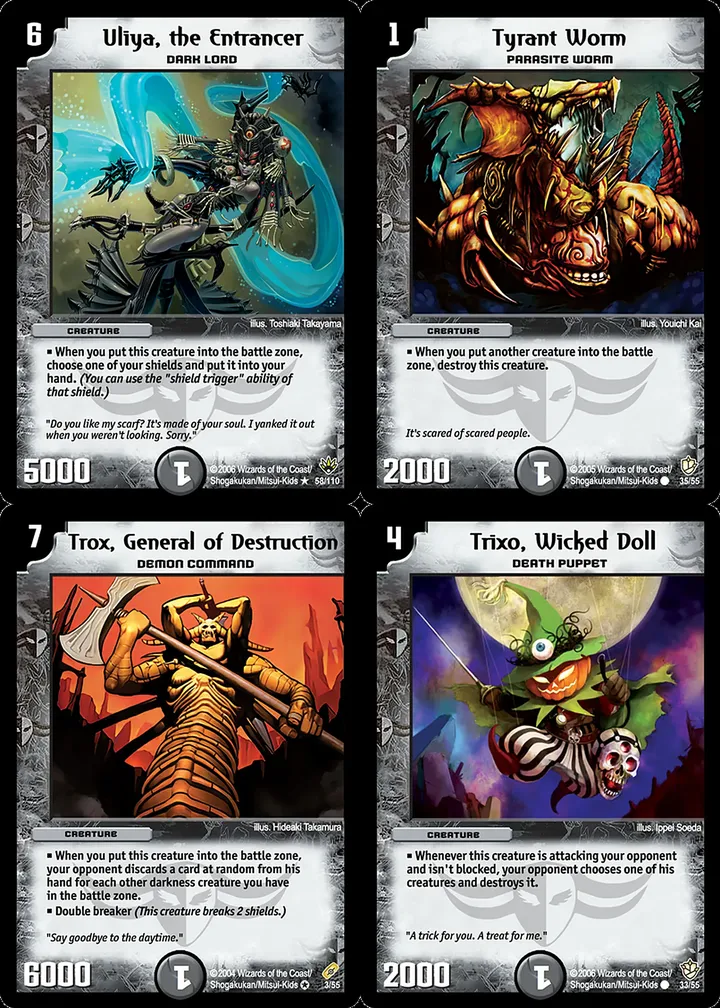 6
Uliya, the Entrancer
DARK LORD
CREATURE
illus. Toshiaki Takayama
▪ When you put this creature into the battle zone,
choose one of your shields and put it into your
hand. (You can use the "shield trigger" ability of
that shield.)
"Do you like my scarf? It's made of your soul. I yanked it out
when you weren't looking. Sorry."
5000
1
©2006 Wizards of the Coast/
Shogakukan/Mitsui-Kids ★ 58/110
1
Tyrant Worm
PARASITE WORM
CREATURE
illus. Youichi Kai
▪ When you put another creature into the battle
zone, destroy this creature.
It's scared of scared people.
2000
1
©2005 Wizards of the Coast/
Shogakukan/Mitsui-Kids ● 35/55
7
Trox, General of Destruction
DEMON COMMAND
CREATURE
illus. Hideaki Takamura
▪ When you put this creature into the battle zone,
your opponent discards a card at random from his
hand for each other darkness creature you have
in the battle zone.
▪ Double breaker (This creature breaks 2 shields.)
"Say goodbye to the daytime."
6000
1
©2004 Wizards of the Coast/
Shogakukan/Mitsui-Kids ✪ 3/55
4
Trixo, Wicked Doll
DEATH PUPPET
CREATURE
illus. Ippei Soeda
▪ Whenever this creature is attacking your opponent
and isn't blocked, your opponent chooses one of his
creatures and destroys it.
"A trick for you. A treat for me."
2000
1
©2005 Wizards of the Coast/
Shogakukan/Mitsui-Kids ● 33/55